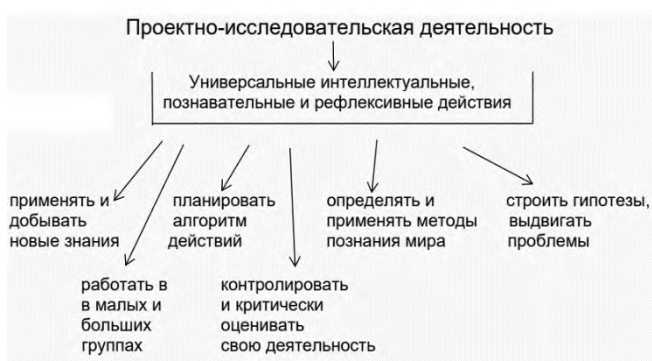 Проектно-исследовательская деятельность
Универсальные интеллектуальные,
познавательные и рефлексивные действия
применять и
добывать
новые знания
планировать
алгоритм
действий
определять и
применять методы
познания мира
строить гипотезы,
выдвигать
проблемы
работать в
в малых и
больших
группах
контролировать
и критически
оценивать
свою деятельность